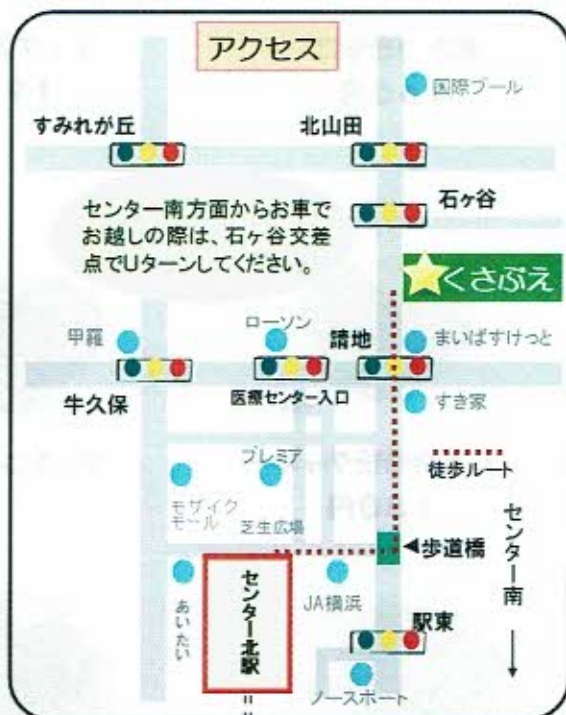 アクセス
国際プール
すみれが丘
北山田
石ヶ谷
センター南方面からお車で
お越しの際は、石ヶ谷交差
点でUターンしてください。
くさぶえ
甲羅
ローソン
請地
まいばすけっと
牛久保
医療センター入口
すき家
プレミア
徒歩ルート
モザイク
モール
芝生広場
センター南
歩道橋
センター北駅
あいたい
JA横浜
駅東
ノースポート